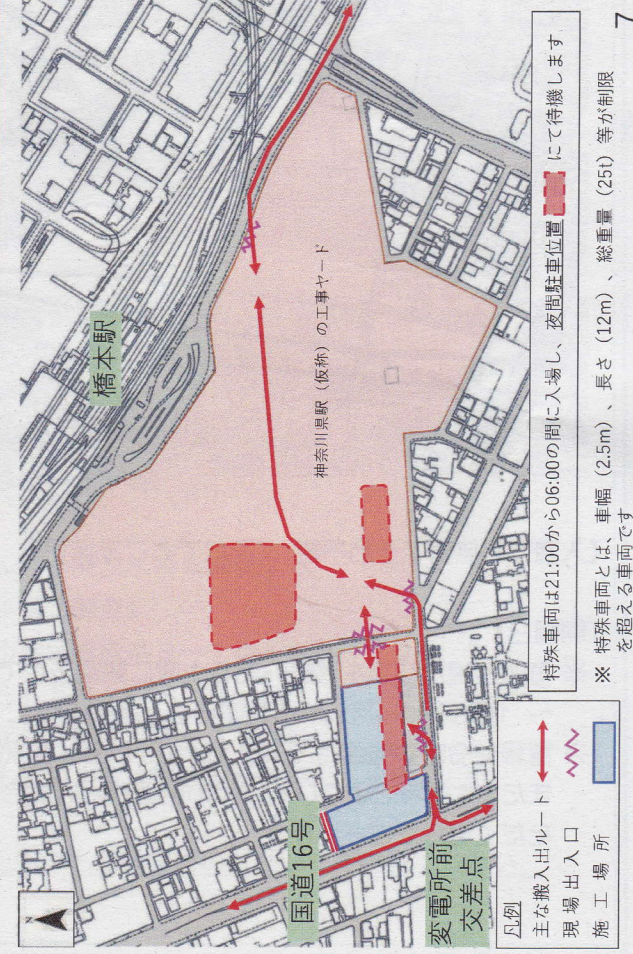 橋本駅
神奈川県駅（仮称）の工事ヤード
国道16号
変電所前
交差点
N
凡例
主な搬入出ルート
現場出入口
施工場所
特殊車両は21:00から06:00の間に入場し、夜間駐車位置 にて待機します
※ 特殊車両とは、車幅（2.5m）、長さ（12m）、総重量（25t）等が制限
を超える車両です
7